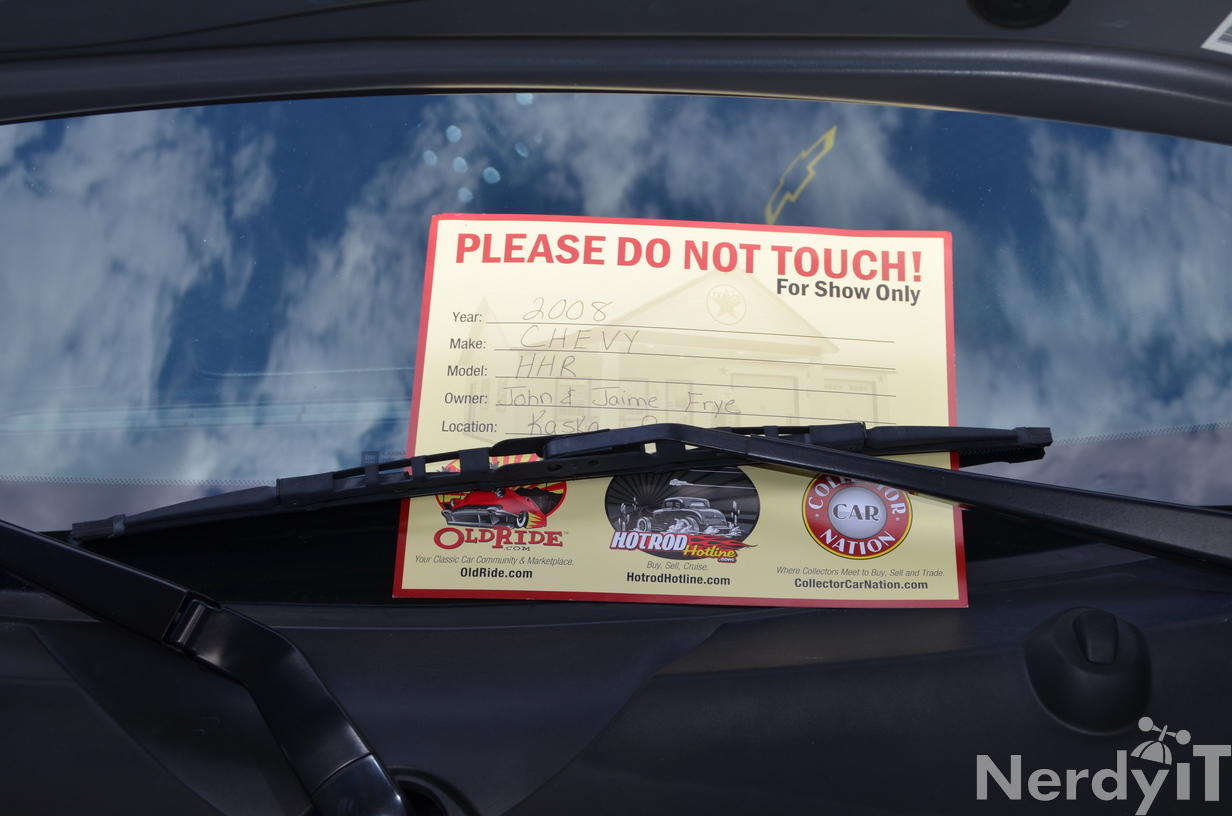 PLEASE DO NOT TOUCH!
For Show Only
Year: 2008
Make: CHEVY
Model: HHR
Owner: John & Jaime Frye
Location: Kaska
OLDRIDE™
.COM
Your Classic Car Community & Marketplace.
OldRide.com
HOTROD Hotline
.com
Buy, Sell, Cruise.
HotrodHotline.com
COLLECTOR
CAR
NATION
Where Collectors Meet to Buy, Sell and Trade.
CollectorCarNation.com
NerdyiT